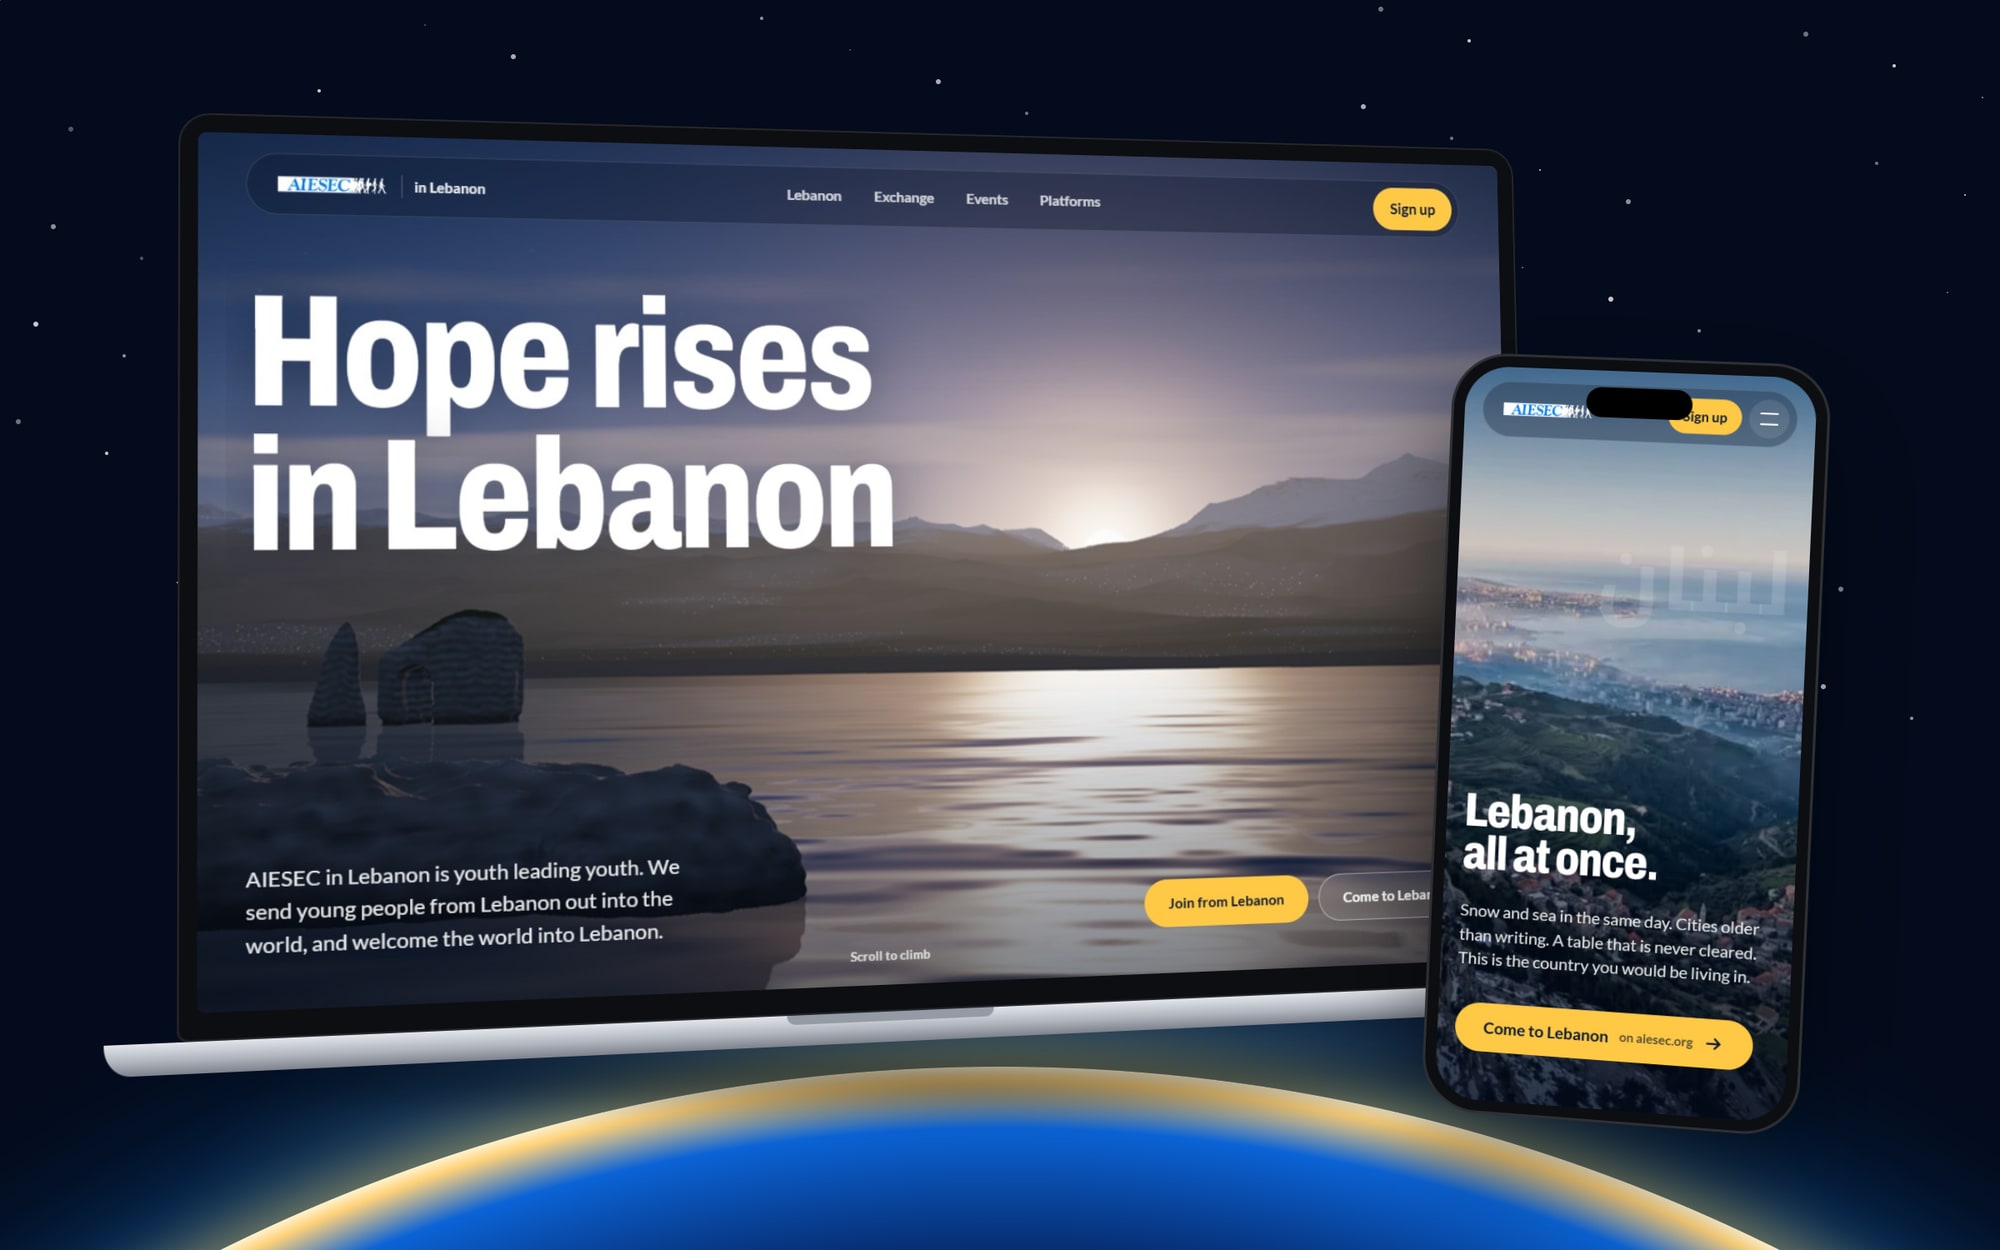 AIESEC
in Lebanon
Lebanon
Exchange
Events
Platforms
Sign up
Hope rises
in Lebanon
AIESEC in Lebanon is youth leading youth. We
send young people from Lebanon out into the
world, and welcome the world into Lebanon.
Scroll to climb
Join from Lebanon
Come to Leban
AIESEC
Sign up
لبنان
Lebanon,
all at once.
Snow and sea in the same day. Cities older
than writing. A table that is never cleared.
This is the country you would be living in.
Come to Lebanon on aiesec.org →